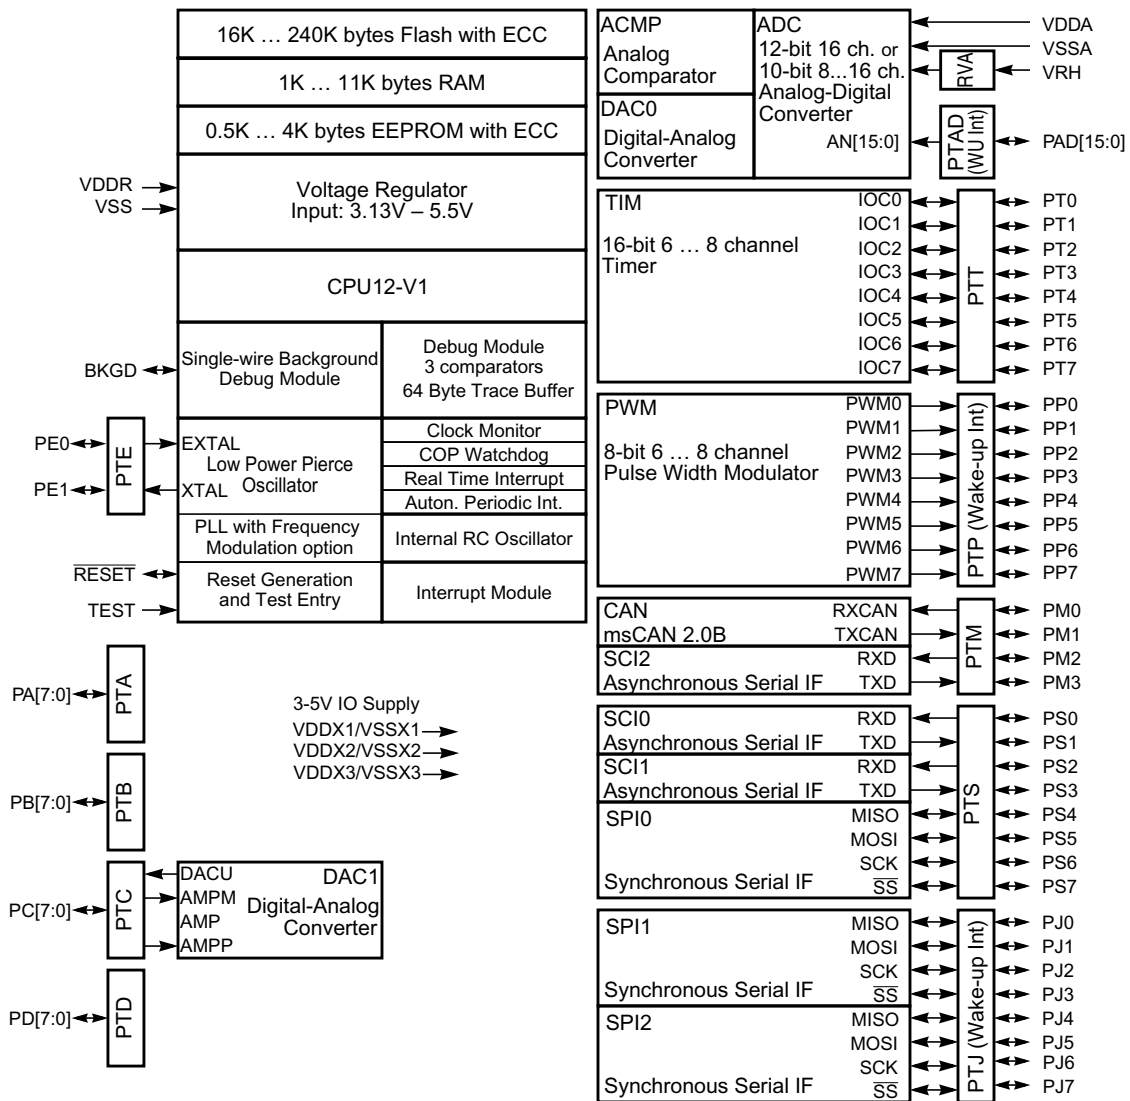 16K … 240K bytes Flash with ECC
1K … 11K bytes RAM
0.5K … 4K bytes EEPROM with ECC
VDDR
VSS
Voltage Regulator
Input: 3.13V – 5.5V
CPU12-V1
BKGD
Single-wire Background
Debug Module
Debug Module
3 comparators
64 Byte Trace Buffer
PE0
PE1
PTE
EXTAL
Low Power Pierce
Oscillator
XTAL
Clock Monitor
COP Watchdog
Real Time Interrupt
Auton. Periodic Int.
PLL with Frequency
Modulation option
Internal RC Oscillator
RESET
TEST
Reset Generation
and Test Entry
Interrupt Module
PA[7:0]
PTA
3-5V IO Supply
VDDX1/VSSX1
VDDX2/VSSX2
VDDX3/VSSX3
PB[7:0]
PTB
PC[7:0]
PTC
DACU
AMPM
AMP
AMPP
DAC1
Digital-Analog
Converter
PD[7:0]
PTD
ACMP
Analog
Comparator
DAC0
Digital-Analog
Converter
ADC
12-bit 16 ch. or
10-bit 8...16 ch.
Analog-Digital
Converter
AN[15:0]
RVA
VDDA
VSSA
VRH
PTAD
(WU Int)
PAD[15:0]
TIM
16-bit 6 … 8 channel
Timer
IOC0
IOC1
IOC2
IOC3
IOC4
IOC5
IOC6
IOC7
PTT
PT0
PT1
PT2
PT3
PT4
PT5
PT6
PT7
PWM
8-bit 6 … 8 channel
Pulse Width Modulator
PWM0
PWM1
PWM2
PWM3
PWM4
PWM5
PWM6
PWM7
PTP (Wake-up Int)
PP0
PP1
PP2
PP3
PP4
PP5
PP6
PP7
CAN
msCAN 2.0B
RXCAN
TXCAN
SCI2
Asynchronous Serial IF
RXD
TXD
PTM
PM0
PM1
PM2
PM3
SCI0
Asynchronous Serial IF
RXD
TXD
SCI1
Asynchronous Serial IF
RXD
TXD
SPI0
Synchronous Serial IF
MISO
MOSI
SCK
SS
PTS
PS0
PS1
PS2
PS3
PS4
PS5
PS6
PS7
SPI1
Synchronous Serial IF
MISO
MOSI
SCK
SS
SPI2
Synchronous Serial IF
MISO
MOSI
SCK
SS
PTJ (Wake-up Int)
PJ0
PJ1
PJ2
PJ3
PJ4
PJ5
PJ6
PJ7